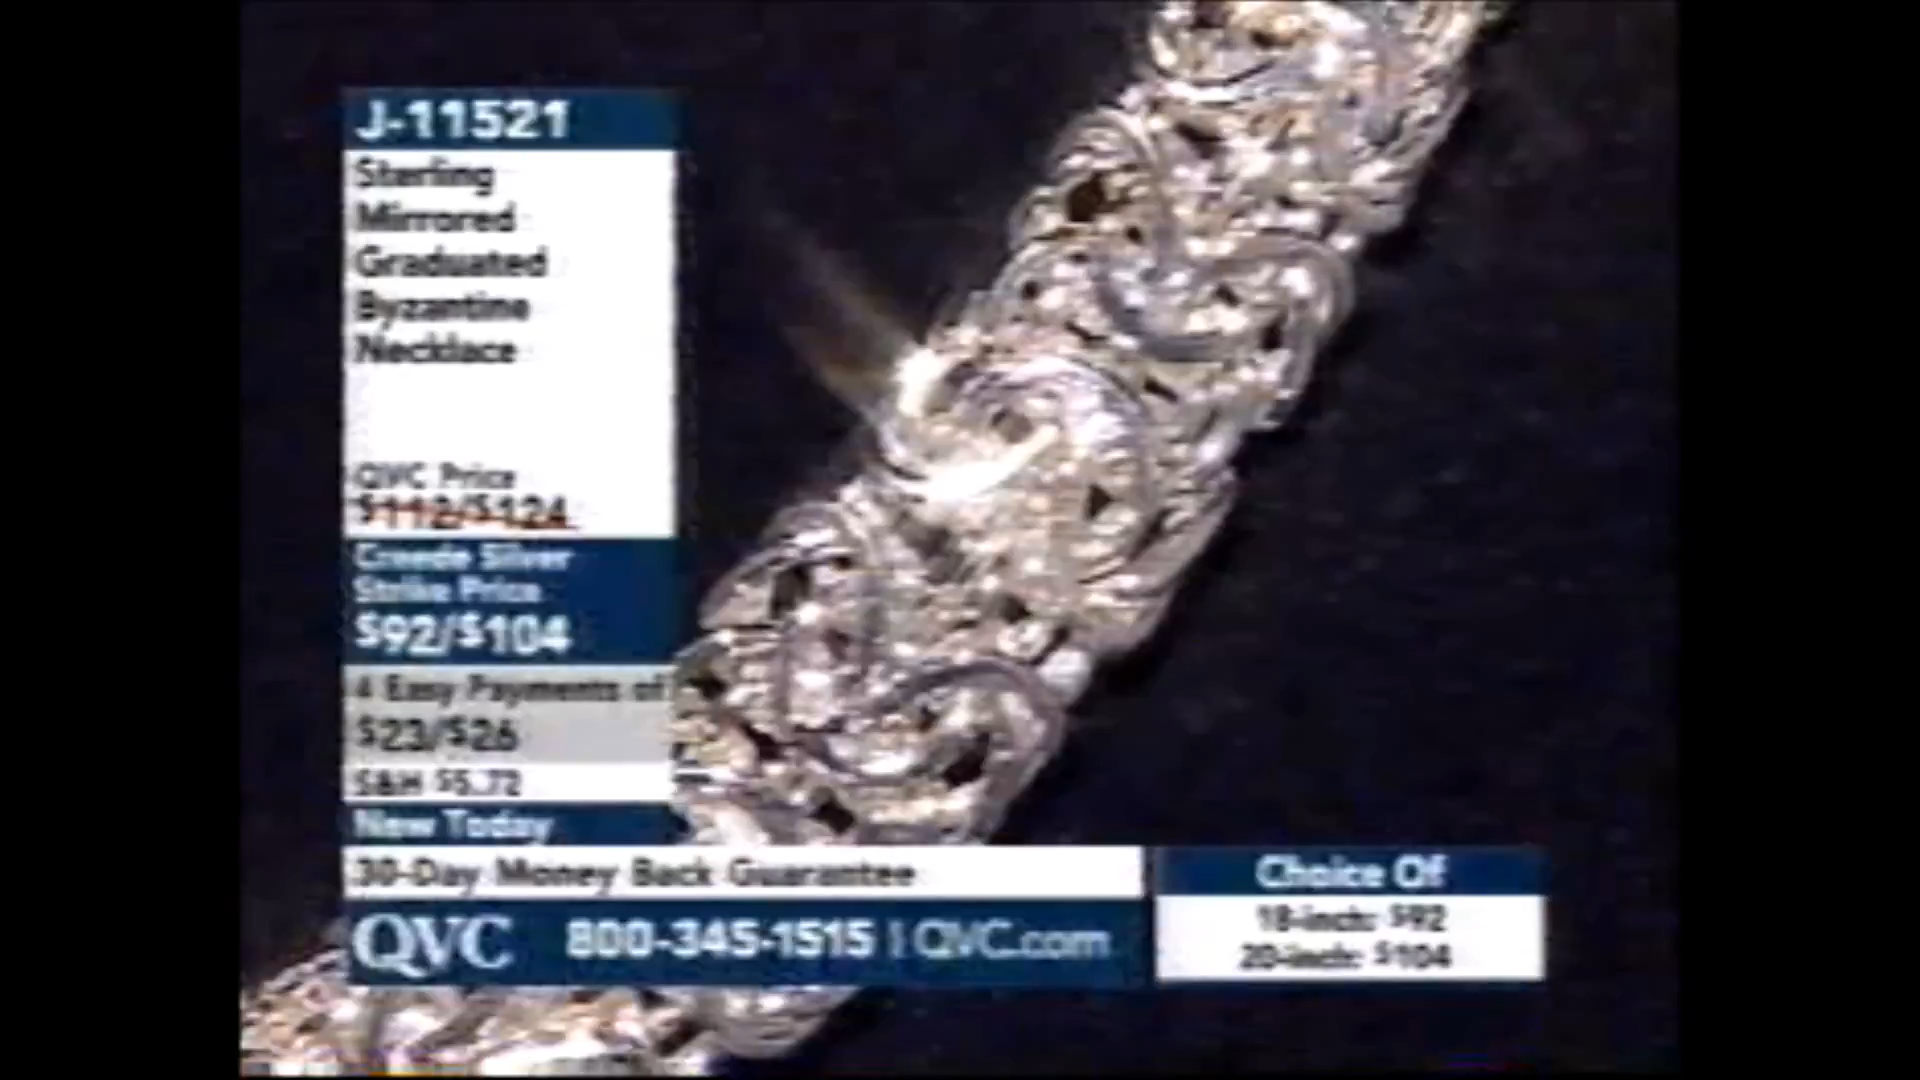 J-11521
Sterling
Mirrored
Graduated
Byzantine
Necklace
QVC Price
$112/$124
Creede Silver
Strike Price
$92/$104
4 Easy Payments of
$23/$26
S&H $5.72
New Today
30-Day Money Back Guarantee
QVC 800-345-1515 | QVC.com
Choice Of
18-inch: $92
20-inch: $104